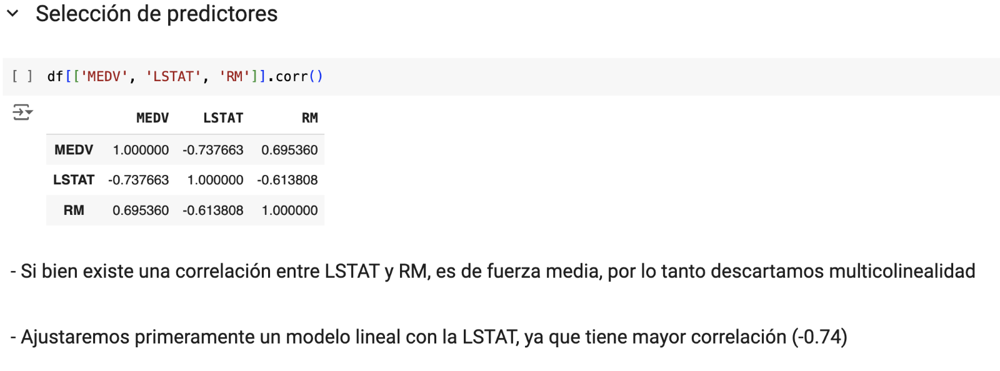 Selección de predictores
[ ] df[['MEDV', 'LSTAT', 'RM']].corr()
MEDV LSTAT RM
MEDV 1.000000 -0.737663 0.695360
LSTAT -0.737663 1.000000 -0.613808
RM 0.695360 -0.613808 1.000000
- Si bien existe una correlación entre LSTAT y RM, es de fuerza media, por lo tanto descartamos multicolinealidad
- Ajustaremos primeramente un modelo lineal con la LSTAT, ya que tiene mayor correlación (-0.74)